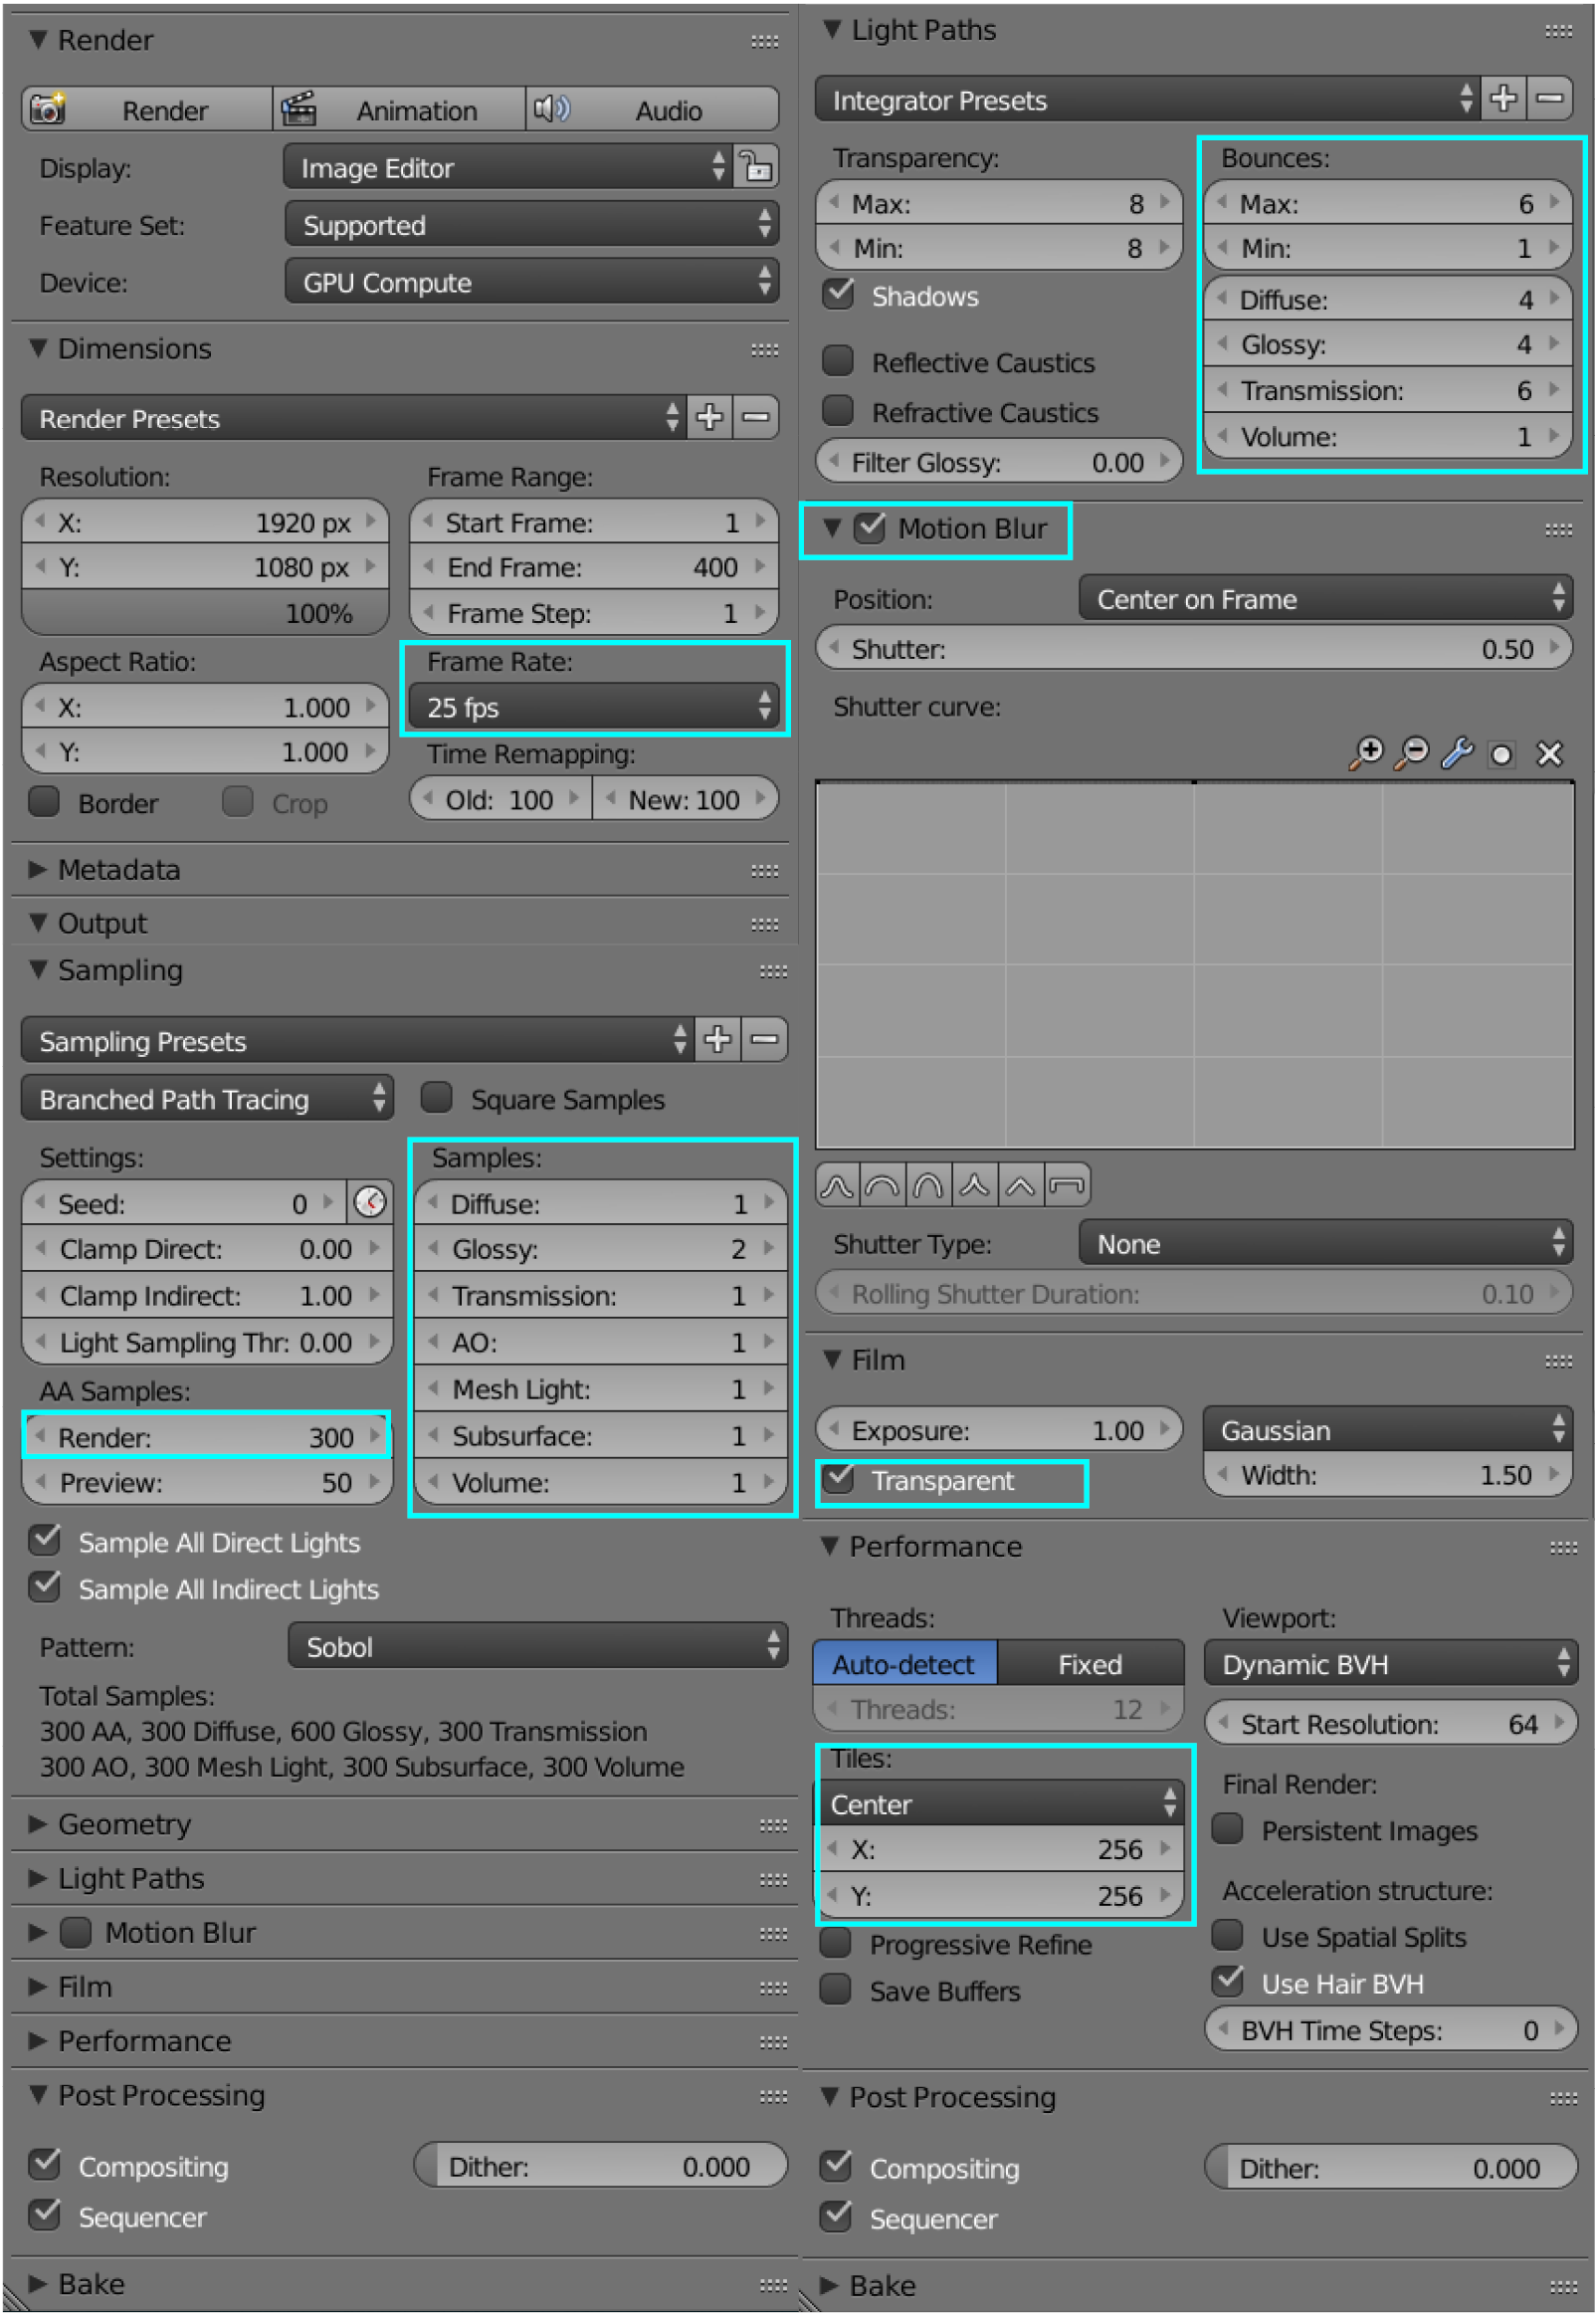 Render
Render Animation Audio
Display: Image Editor
Feature Set: Supported
Device: GPU Compute
Dimensions
Render Presets
Resolution: Frame Range:
X: 1920 px Start Frame: 1
Y: 1080 px End Frame: 400
100% Frame Step: 1
Aspect Ratio: Frame Rate:
X: 1.000 25 fps
Y: 1.000 Time Remapping:
Border Crop Old: 100 New: 100
Metadata
Output
Sampling
Sampling Presets
Branched Path Tracing Square Samples
Settings: Samples:
Seed: 0 Diffuse: 1
Clamp Direct: 0.00 Glossy: 2
Clamp Indirect: 1.00 Transmission: 1
Light Sampling Thr: 0.00 AO: 1
AA Samples: Mesh Light: 1
Render: 300 Subsurface: 1
Preview: 50 Volume: 1
Sample All Direct Lights
Sample All Indirect Lights
Pattern: Sobol
Total Samples:
300 AA, 300 Diffuse, 600 Glossy, 300 Transmission
300 AO, 300 Mesh Light, 300 Subsurface, 300 Volume
Geometry
Light Paths
Motion Blur
Film
Performance
Post Processing
Compositing Dither: 0.000
Sequencer
Bake
Light Paths
Integrator Presets
Transparency: Bounces:
Max: 8 Max: 6
Min: 8 Min: 1
Shadows Diffuse: 4
Reflective Caustics Glossy: 4
Refractive Caustics Transmission: 6
Filter Glossy: 0.00 Volume: 1
Motion Blur
Position: Center on Frame
Shutter: 0.50
Shutter curve:
Shutter Type: None
Rolling Shutter Duration: 0.10
Film
Exposure: 1.00 Gaussian
Transparent Width: 1.50
Performance
Threads: Viewport:
Auto-detect Fixed Dynamic BVH
Threads: 12 Start Resolution: 64
Tiles: Final Render:
Center Persistent Images
X: 256 Acceleration structure:
Y: 256 Use Spatial Splits
Progressive Refine Use Hair BVH
Save Buffers BVH Time Steps: 0
Post Processing
Compositing Dither: 0.000
Sequencer
Bake